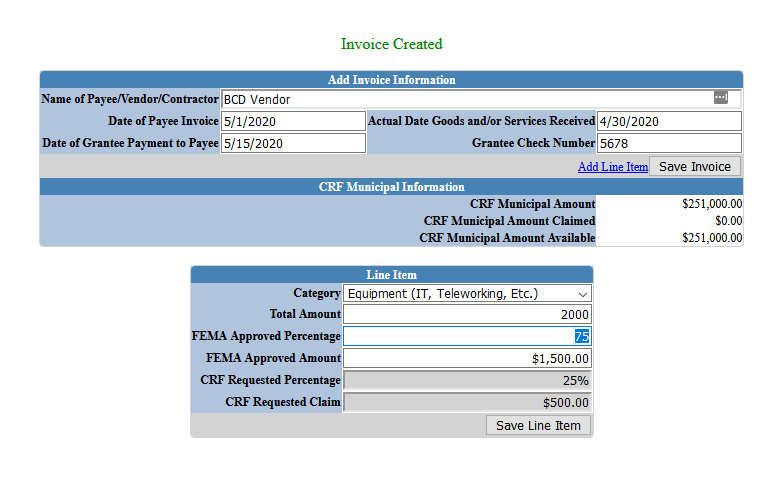 Invoice Created
Add Invoice Information
Name of Payee/Vendor/Contractor BCD Vendor
Date of Payee Invoice 5/1/2020 Actual Date Goods and/or Services Received 4/30/2020
Date of Grantee Payment to Payee 5/15/2020 Grantee Check Number 5678
Add Line Item Save Invoice
CRF Municipal Information
CRF Municipal Amount $251,000.00
CRF Municipal Amount Claimed $0.00
CRF Municipal Amount Available $251,000.00
Line Item
Category Equipment (IT, Teleworking, Etc.)
Total Amount 2000
FEMA Approved Percentage 75
FEMA Approved Amount $1,500.00
CRF Requested Percentage 25%
CRF Requested Claim $500.00
Save Line Item